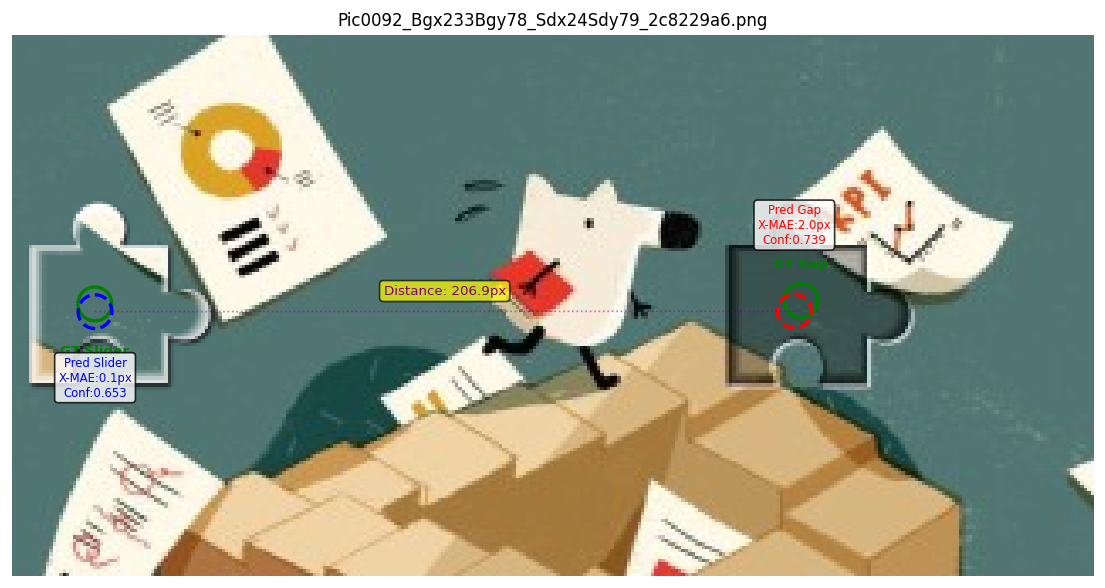 Pic0092_Bgx233Bgy78_Sdx24Sdy79_2c8229a6.png
KPI
Pred Gap
X-MAE:2.0px
Conf:0.739
GT Gap
Distance: 206.9px
GT Slider
Pred Slider
X-MAE:0.1px
Conf:0.653